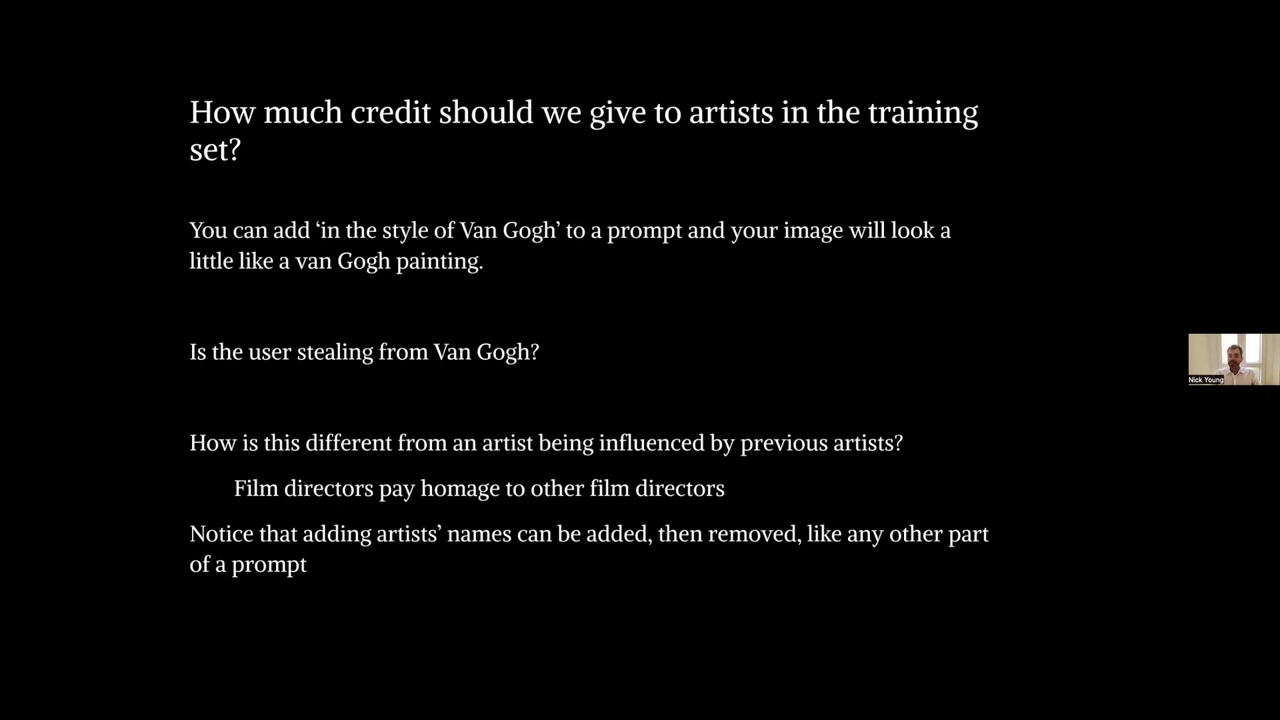 How much credit should we give to artists in the training
set?
You can add ‘in the style of Van Gogh’ to a prompt and your image will look a
little like a van Gogh painting.
Is the user stealing from Van Gogh?
How is this different from an artist being influenced by previous artists?
Film directors pay homage to other film directors
Notice that adding artists’ names can be added, then removed, like any other part
of a prompt
Nick Young